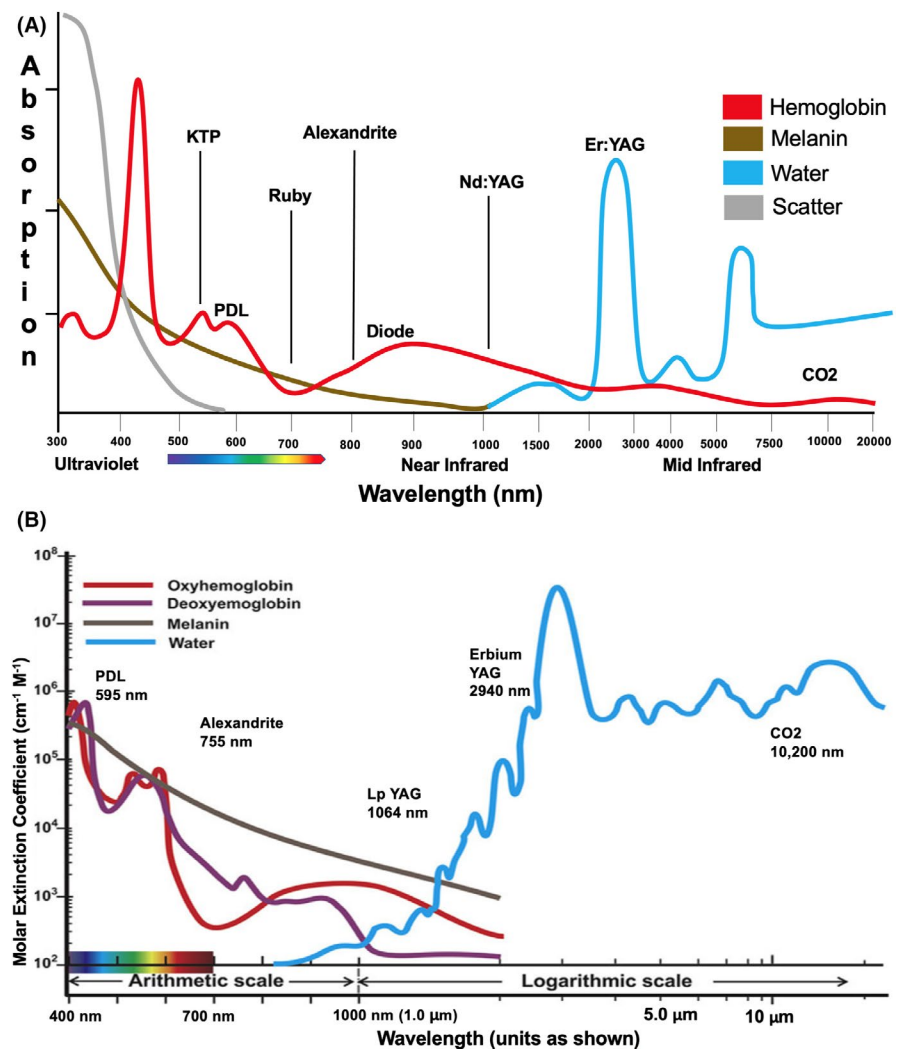 (A)
Absorption
KTP
Alexandrite
Ruby
Nd:YAG
Er:YAG
PDL
Diode
CO2
Hemoglobin
Melanin
Water
Scatter
300 400 500 600 700 800 900 1000 1500 2000 3000 4000 5000 7500 10000 20000
Ultraviolet Near Infrared Mid Infrared
Wavelength (nm)
(B)
Molar Extinction Coefficient (cm⁻¹ M⁻¹)
10⁸
10⁷
10⁶
10⁵
10⁴
10³
10²
Oxyhemoglobin
Deoxyemoglobin
Melanin
Water
PDL
595 nm
Alexandrite
755 nm
Lp YAG
1064 nm
Erbium
YAG
2940 nm
CO2
10,200 nm
Arithmetic scale Logarithmic scale
400 nm 700 nm 1000 nm (1.0 µm) 5.0 µm 10 µm
Wavelength (units as shown)